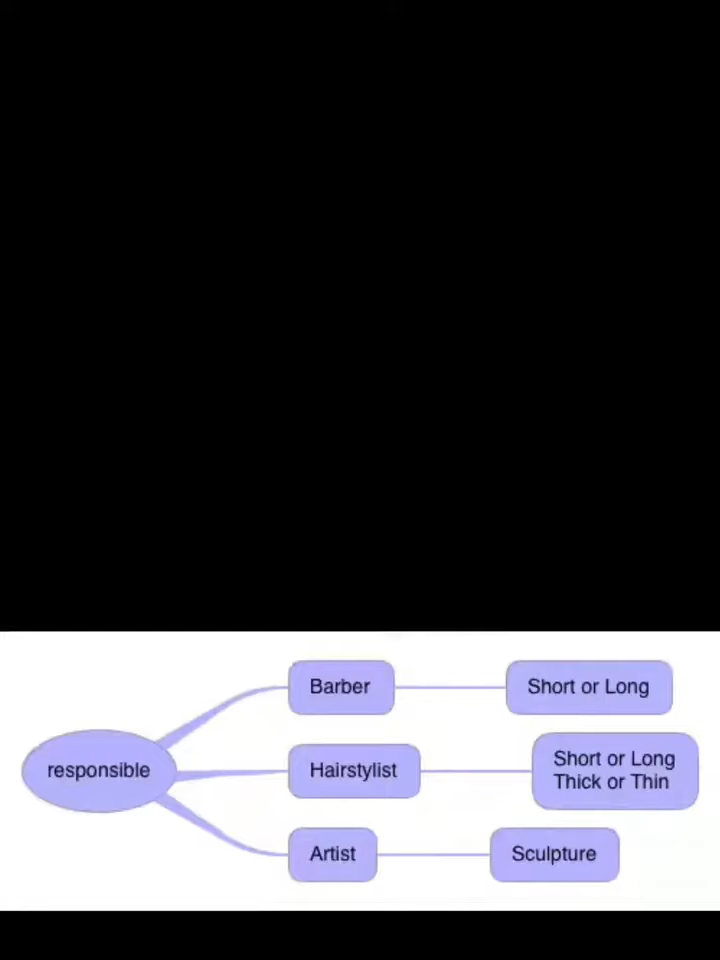 responsible
Barber
Short or Long
Hairstylist
Short or Long
Thick or Thin
Artist
Sculpture